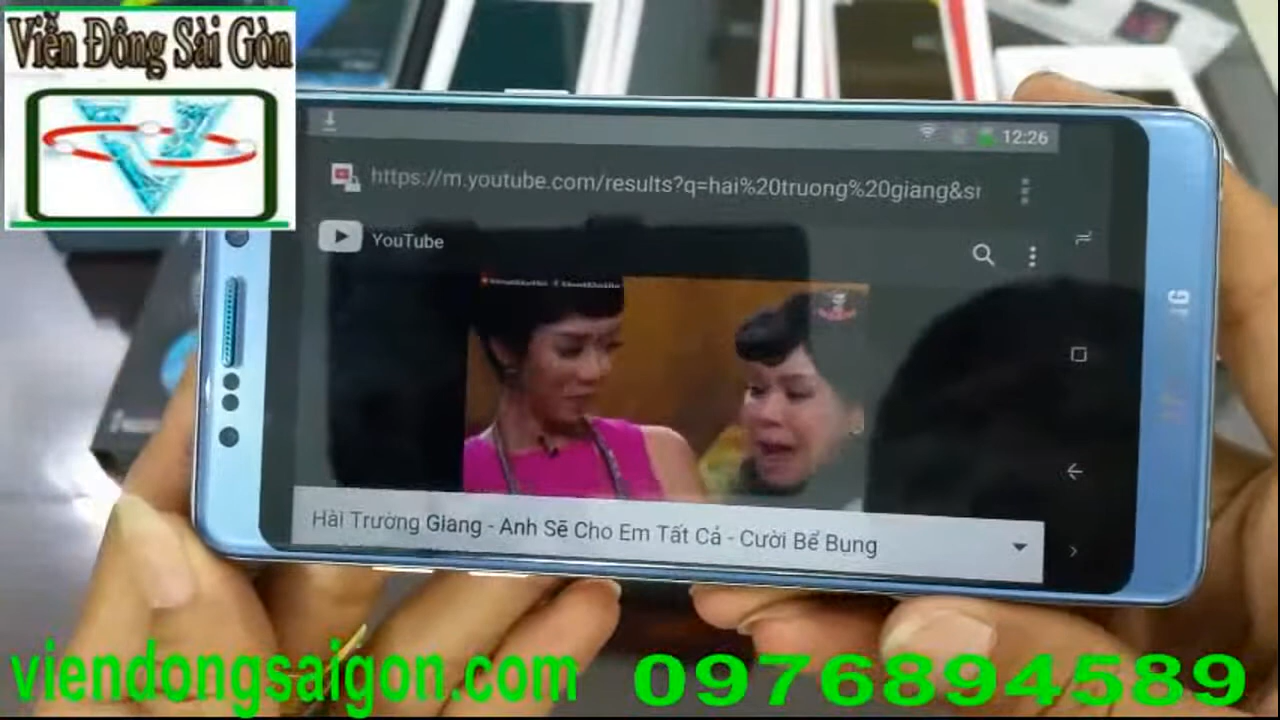 Viễn Đông Sài Gòn
12:26
https://m.youtube.com/results?q=hai%20truong%20giang&sr
YouTube
Hài Trường Giang - Anh Sẽ Cho Em Tất Cả - Cười Bể Bung
viendongsaigon.com 0976894589